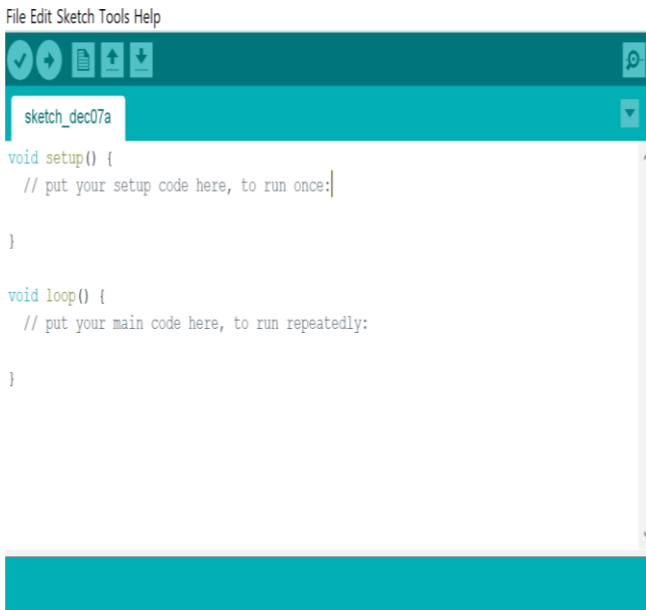 File Edit Sketch Tools Help
sketch_dec07a
void setup() {
  // put your setup code here, to run once:
}
void loop() {
  // put your main code here, to run repeatedly:
}